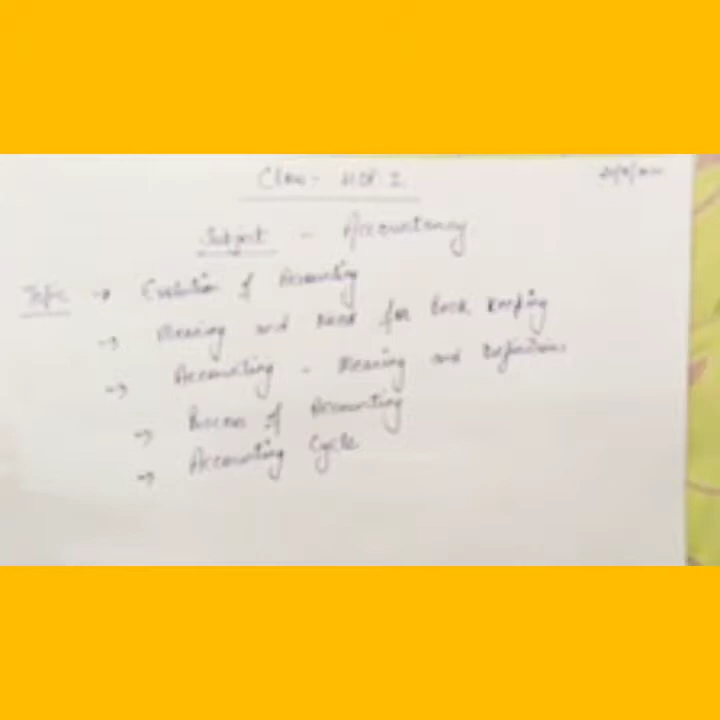 Class -
Subject - Accountancy
Topic → Evolution of Accounting
→ Meaning and Need for Book Keeping
→ Accounting - Meaning and Definitions
→ Process of Accounting
→ Accounting Cycle